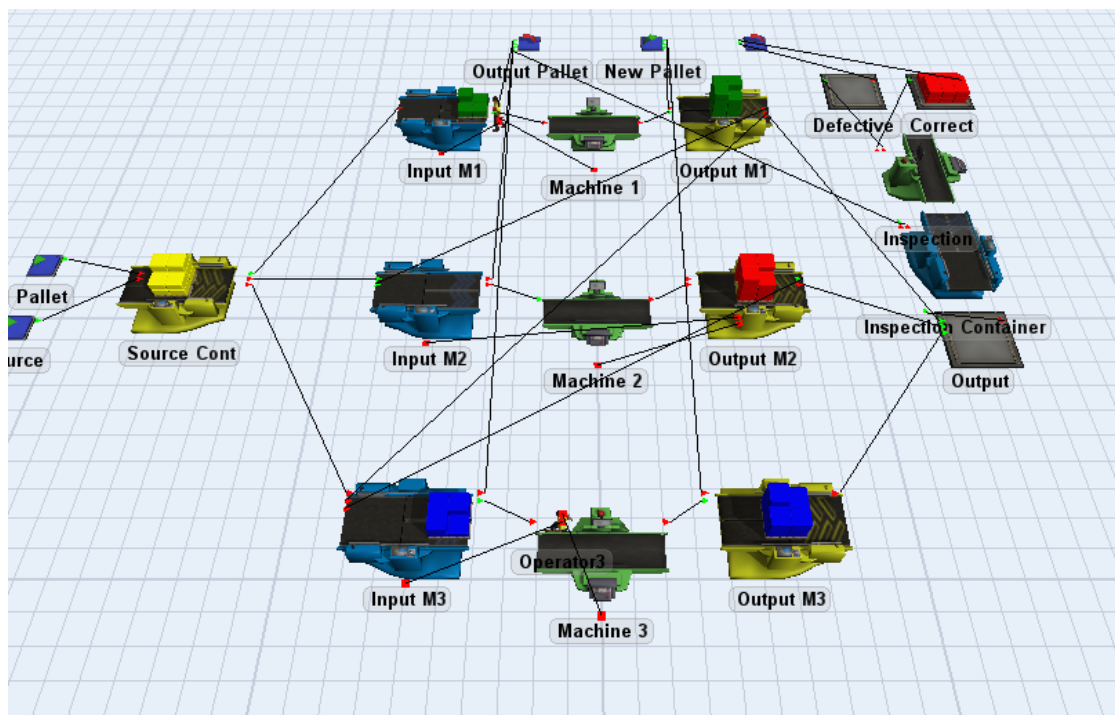 Output Pallet
New Pallet
Defective
Correct
Input M1
Machine 1
Output M1
Inspection
Pallet
urce
Source Cont
Input M2
Machine 2
Output M2
Inspection Container
Output
Operator3
Input M3
Machine 3
Output M3